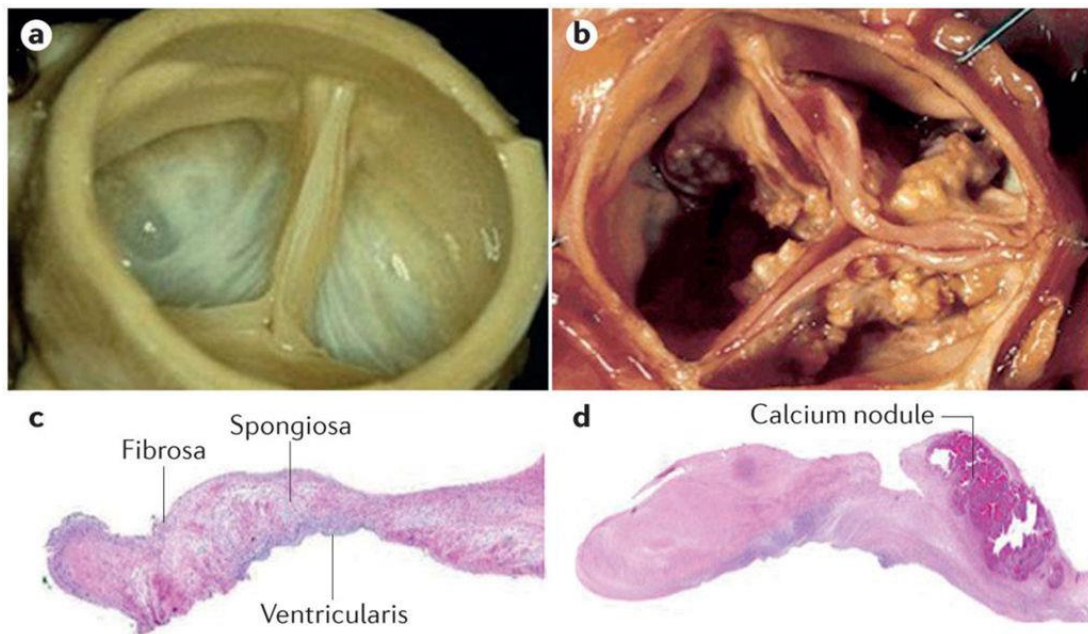 a
b
c
Spongiosa
Fibrosa
Ventricularis
d
Calcium nodule